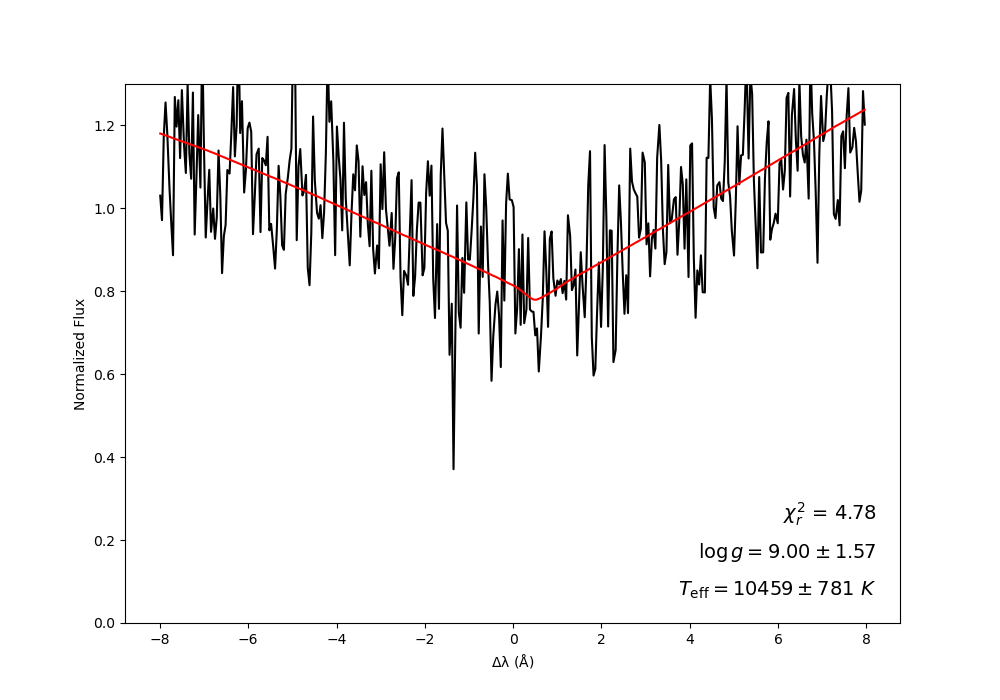 1.2
1.0
0.8
0.6
0.4
0.2
0.0
Normalized Flux
χ²ᵣ = 4.78
log g = 9.00 ± 1.57
T_eff = 10459 ± 781 K
−8 −6 −4 −2 0 2 4 6 8
Δλ (Å)